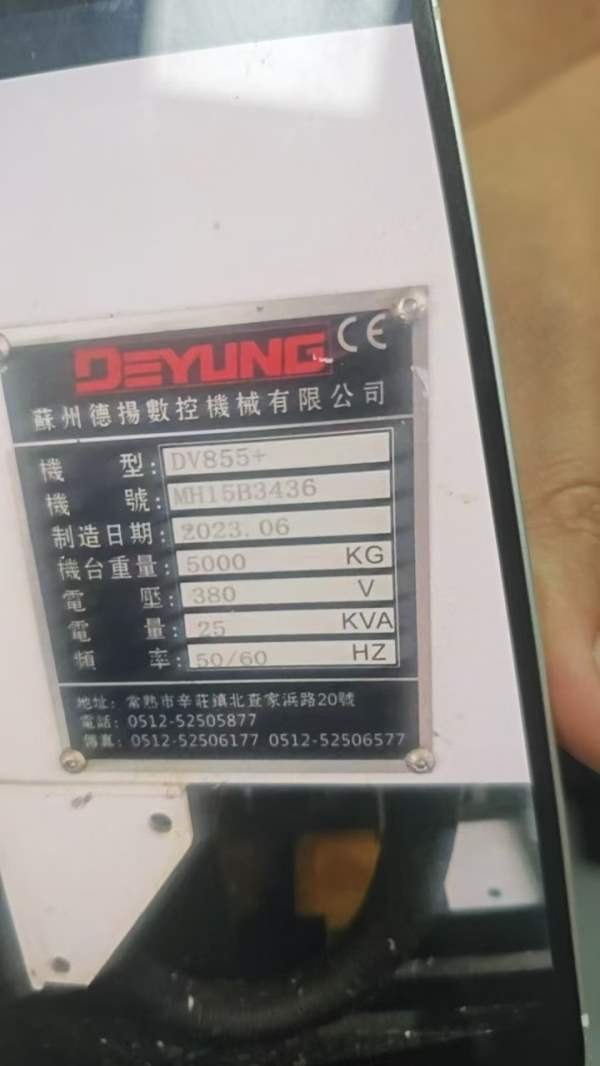 DEYUNG CE
蘇州德揚數控機械有限公司
機 型: DV855+
機 號: MH15B3436
制造日期: 2023.06
機台重量: 5000 KG
電 壓: 380 V
電 量: 25 KVA
頻 率: 50/60 HZ
地址: 常熟市辛莊鎮北查家浜路20號
電話: 0512-52505877
傳真: 0512-52506177 0512-52506577